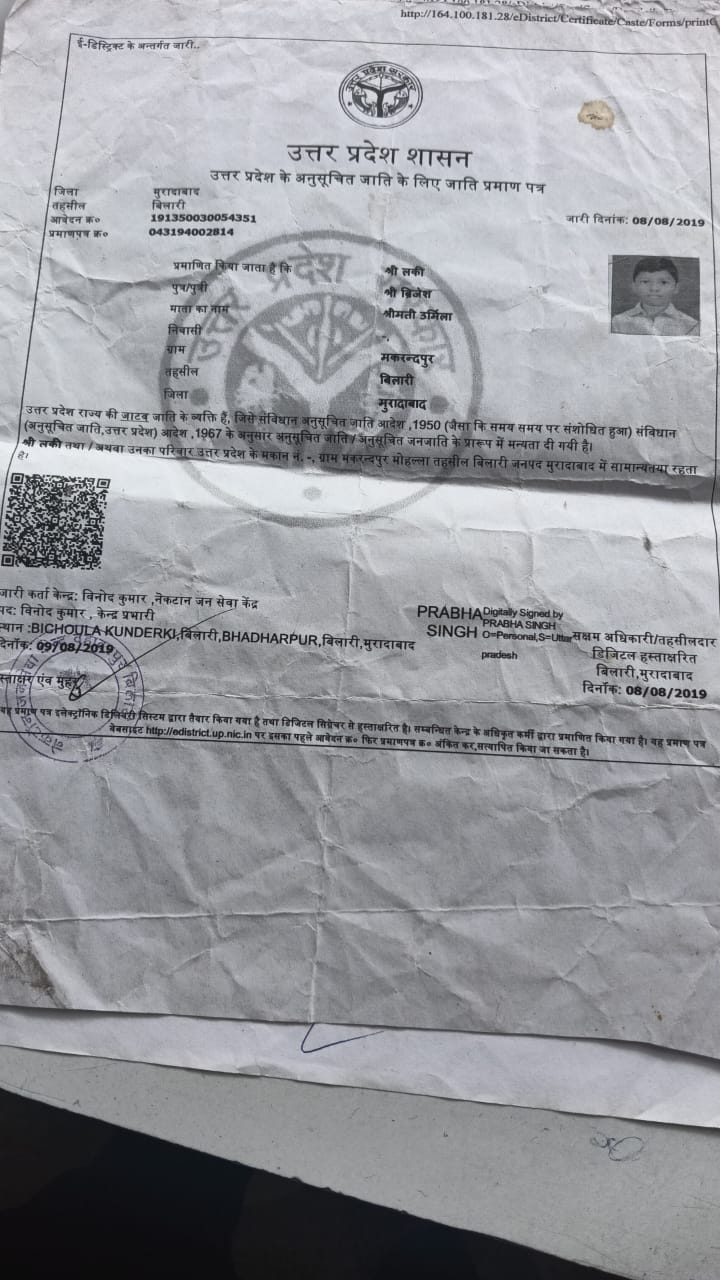 http://164.100.181.28/eDistrict/Certificate/Caste/Forms/printC
ई-डिस्ट्रिक्ट के अन्तर्गत जारी..
उत्तर प्रदेश सरकार
उत्तर प्रदेश शासन
उत्तर प्रदेश के अनुसूचित जाति के लिए जाति प्रमाण पत्र
जिला मुरादाबाद
तहसील बिलारी
आवेदन क्र० 191350030054351
जारी दिनांक: 08/08/2019
प्रमाणपत्र क्र० 043194002814
प्रमाणित किया जाता है कि श्री लकी
पुत्र/पुत्री श्री ब्रिजेश
माता का नाम श्रीमती उर्मिला
निवासी -,
ग्राम मकरन्दपुर
तहसील बिलारी
जिला मुरादाबाद
उत्तर प्रदेश राज्य की जाटव जाति के व्यक्ति हैं, जिसे संविधान अनुसूचित जाति आदेश ,1950 (जैसा कि समय समय पर संशोधित हुआ) संविधान
(अनुसूचित जाति,उत्तर प्रदेश) आदेश ,1967 के अनुसार अनुसूचित जाति / अनुसूचित जनजाति के प्रारूप में मान्यता दी गयी है।
श्री लकी तथा / अथवा उनका परिवार उत्तर प्रदेश के मकान नं. -, ग्राम मकरन्दपुर मोहल्ला तहसील बिलारी जनपद मुरादाबाद में सामान्यतया रहता
है।
जारी कर्ता केन्द्र: विनोद कुमार ,नेकटान जन सेवा केंद्र
पद: विनोद कुमार , केन्द्र प्रभारी
स्थान :BICHOULA KUNDERKI,बिलारी,BHADHARPUR,बिलारी,मुरादाबाद
दिनाँक: 09/08/2019
हस्ताक्षर एंव मुहर
PRABHA SINGH
Digitally Signed by
PRABHA SINGH
O=Personal,S=Uttar
pradesh
सक्षम अधिकारी/तहसीलदार
डिजिटल हस्ताक्षरित
बिलारी,मुरादाबाद
दिनाँक: 08/08/2019
यह प्रमाण पत्र इलेक्ट्रॉनिक डिलिवरी सिस्टम द्वारा तैयार किया गया है तथा डिजिटल सिग्नेचर से हस्ताक्षरित है। सम्बन्धित केन्द्र के अधिकृत कर्मी द्वारा प्रमाणित किया गया है। यह प्रमाण पत्र
वेबसाईट http://edistrict.up.nic.in पर इसका पहले आवेदन क्र० फिर प्रमाणपत्र क्र० अंकित कर,सत्यापित किया जा सकता है।